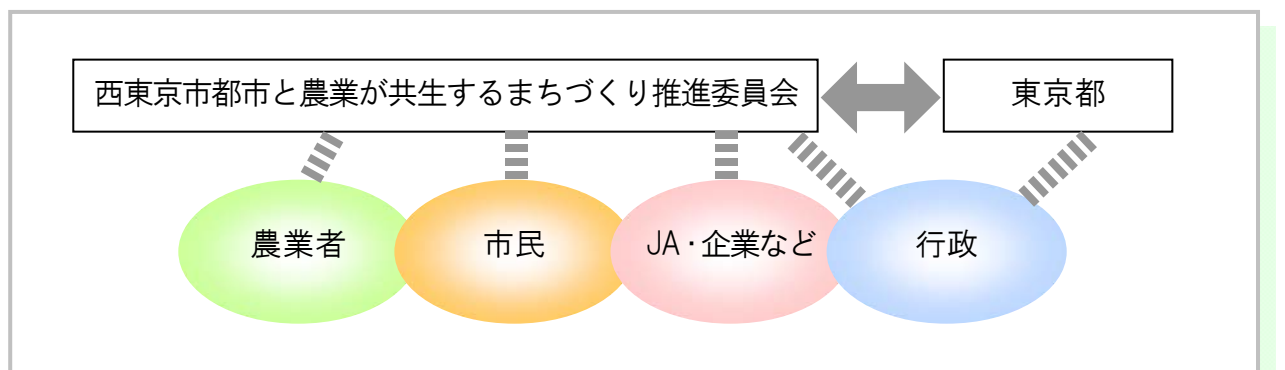 西東京市都市と農業が共生するまちづくり推進委員会
東京都
農業者
市民
JA・企業など
行政